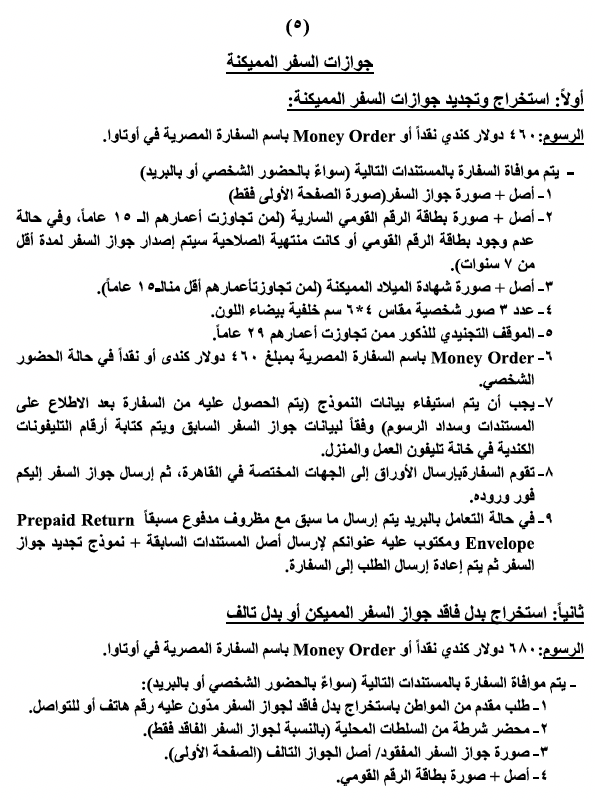 (٥)
جوازات السفر المميكنة
أولاً: استخراج وتجديد جوازات السفر المميكنة:
الرسوم: ٤٦٠ دولار كندي نقداً أو Money Order باسم السفارة المصرية في أوتاوا.
- يتم موافاة السفارة بالمستندات التالية (سواءً بالحضور الشخصي أو بالبريد)
١- أصل + صورة جواز السفر(صورة الصفحة الأولى فقط)
٢- أصل + صورة بطاقة الرقم القومي السارية (لمن تجاوزت أعمارهم الـ ١٥ عاماً، وفي حالة
عدم وجود بطاقة الرقم القومي أو كانت منتهية الصلاحية سيتم إصدار جواز السفر لمدة أقل
من ٧ سنوات).
٣- أصل + صورة شهادة الميلاد المميكنة (لمن تجاوزتأعمارهم أقل منالـ١٥ عاماً).
٤- عدد ٣ صور شخصية مقاس ٤*٦ سم خلفية بيضاء اللون.
٥- الموقف التجنيدي للذكور ممن تجاوزت أعمارهم ٢٩ عاماً.
٦- Money Order باسم السفارة المصرية بمبلغ ٤٦٠ دولار كندى أو نقداً في حالة الحضور
الشخصي.
٧- يجب أن يتم استيفاء بيانات النموذج (يتم الحصول عليه من السفارة بعد الاطلاع على
المستندات وسداد الرسوم) وفقاً لبيانات جواز السفر السابق ويتم كتابة أرقام التليفونات
الكندية في خانة تليفون العمل والمنزل.
٨- تقوم السفارةبإرسال الأوراق إلى الجهات المختصة في القاهرة، ثم إرسال جواز السفر إليكم
فور وروده.
٩- في حالة التعامل بالبريد يتم إرسال ما سبق مع مظروف مدفوع مسبقاً Prepaid Return
Envelope ومكتوب عليه عنوانكم لإرسال أصل المستندات السابقة + نموذج تجديد جواز
السفر ثم يتم إعادة إرسال الطلب إلى السفارة.
ثانياً: استخراج بدل فاقد جواز السفر المميكن أو بدل تالف
الرسوم: ٦٨٠ دولار كندي نقداً أو Money Order باسم السفارة المصرية في أوتاوا.
- يتم موافاة السفارة بالمستندات التالية (سواءً بالحضور الشخصي أو بالبريد):
١- طلب مقدم من المواطن باستخراج بدل فاقد لجواز السفر مدّون عليه رقم هاتف أو للتواصل.
٢- محضر شرطة من السلطات المحلية (بالنسبة لجواز السفر الفاقد فقط).
٣- صورة جواز السفر المفقود/ أصل الجواز التالف (الصفحة الأولى).
٤- أصل + صورة بطاقة الرقم القومي.